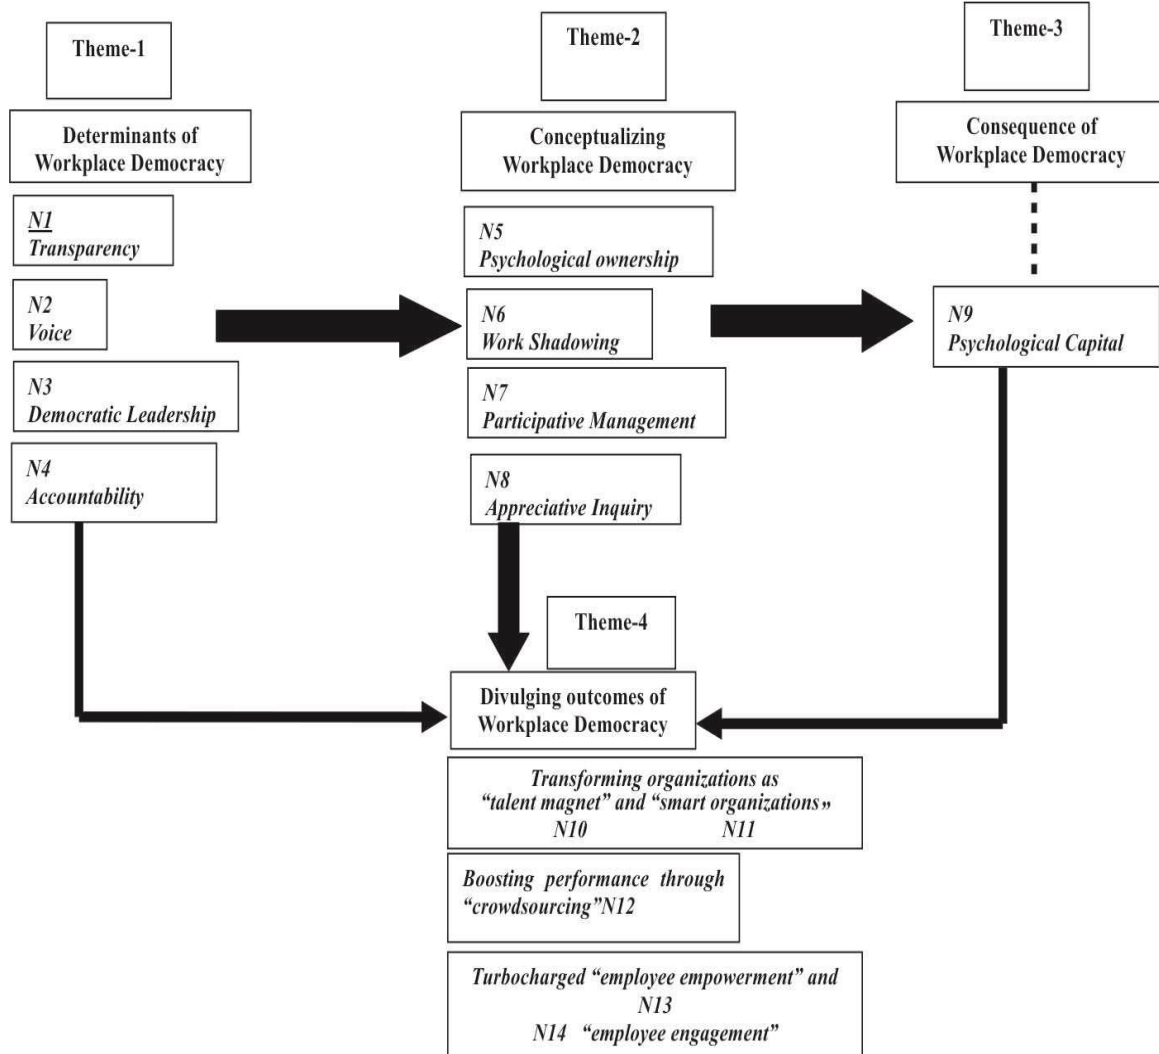 Theme-1
Determinants of
Workplace Democracy
N1
Transparency
N2
Voice
N3
Democratic Leadership
N4
Accountability
Theme-2
Conceptualizing
Workplace Democracy
N5
Psychological ownership
N6
Work Shadowing
N7
Participative Management
N8
Appreciative Inquiry
Theme-3
Consequence of
Workplace Democracy
N9
Psychological Capital
Theme-4
Divulging outcomes of
Workplace Democracy
Transforming organizations as
“talent magnet” and “smart organizations”
N10 N11
Boosting performance through
“crowdsourcing”N12
Turbocharged “employee empowerment” and
N13
N14 “employee engagement”